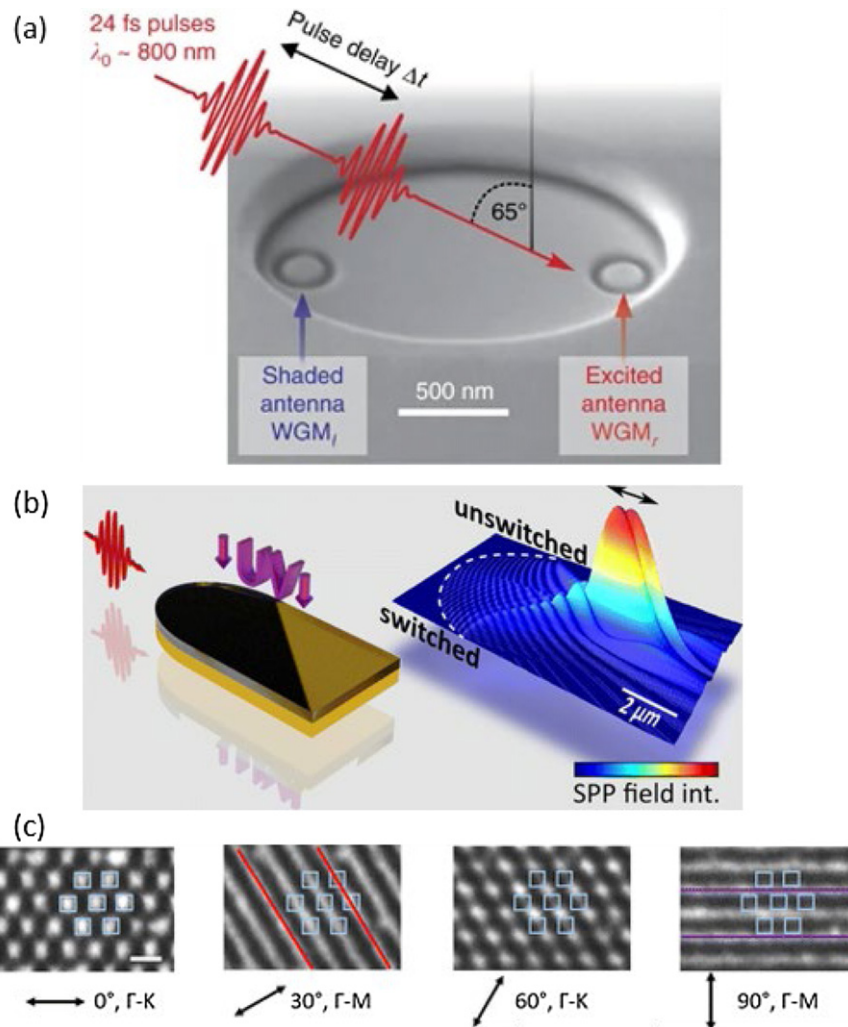 (a)
24 fs pulses
λ₀ ~ 800 nm
Pulse delay Δt
65°
Shaded
antenna
WGMₗ
500 nm
Excited
antenna
WGMᵣ
(b)
unswitched
switched
2 μm
SPP field int.
(c)
0°, Γ-K
30°, Γ-M
60°, Γ-K
90°, Γ-M